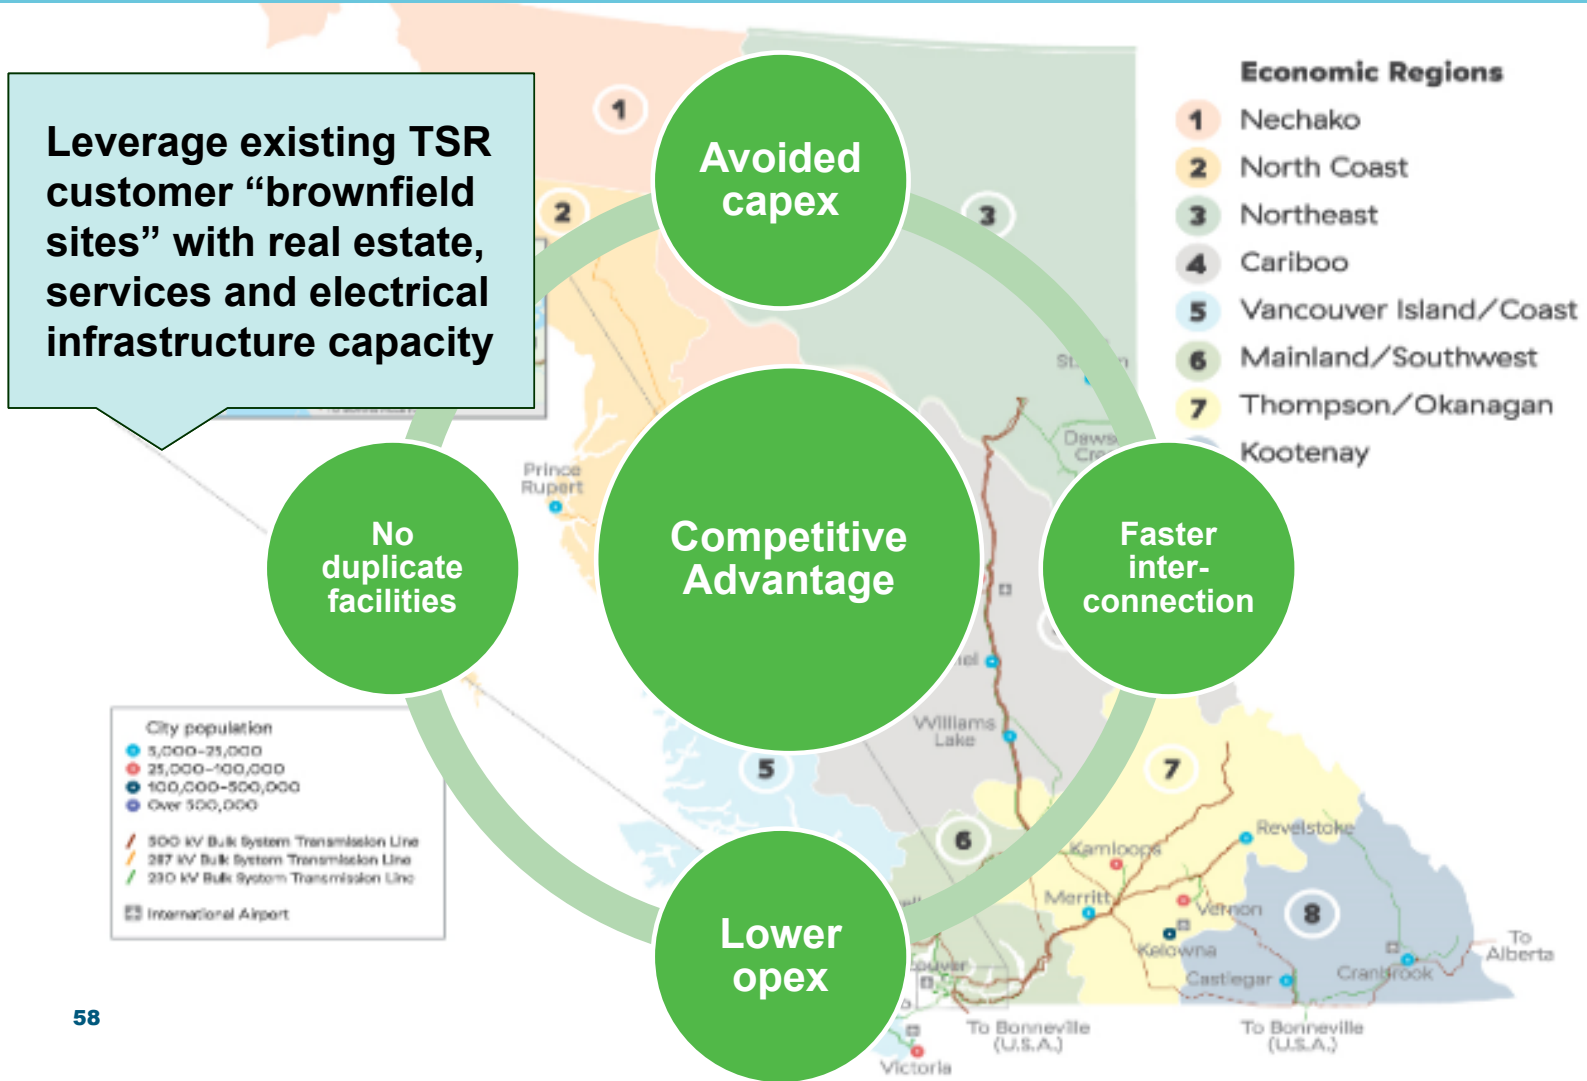 Leverage existing TSR
customer “brownfield
sites” with real estate,
services and electrical
infrastructure capacity
Avoided
capex
Competitive
Advantage
No
duplicate
facilities
Faster
inter-
connection
Lower
opex
Economic Regions
1 Nechako
2 North Coast
3 Northeast
4 Cariboo
5 Vancouver Island/Coast
6 Mainland/Southwest
7 Thompson/Okanagan
Kootenay
1
2
3
5
6
7
8
Prince
Rupert
Williams
Lake
Kamloops
Revelstoke
Merritt
Vernon
Kelowna
Castlegar
Cranbrook
To
Alberta
To Bonneville
(U.S.A.)
To Bonneville
(U.S.A.)
Victoria
City population
5,000–25,000
25,000–100,000
100,000–500,000
Over 500,000
500 kV Bulk System Transmission Line
287 kV Bulk System Transmission Line
230 kV Bulk System Transmission Line
International Airport
58